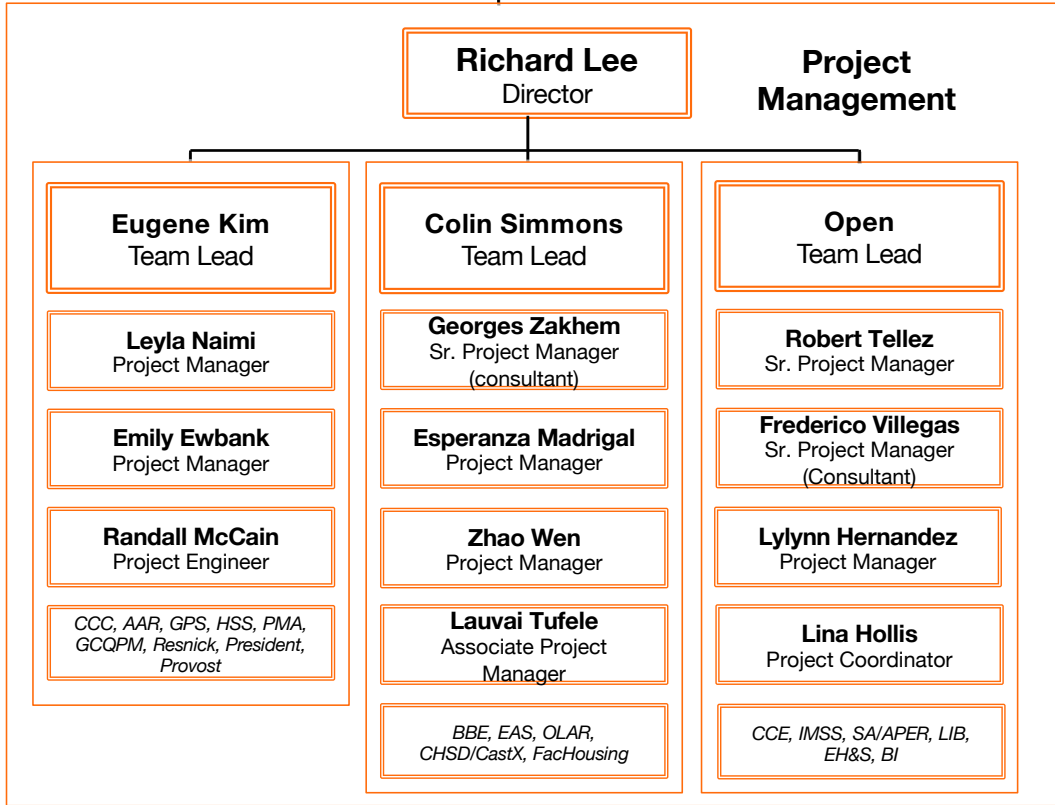 Richard Lee
Director
Project
Management
Eugene Kim
Team Lead
Leyla Naimi
Project Manager
Emily Ewbank
Project Manager
Randall McCain
Project Engineer
CCC, AAR, GPS, HSS, PMA,
GCQPM, Resnick, President,
Provost
Colin Simmons
Team Lead
Georges Zakhem
Sr. Project Manager
(consultant)
Esperanza Madrigal
Project Manager
Zhao Wen
Project Manager
Lauvai Tufele
Associate Project
Manager
BBE, EAS, OLAR,
CHSD/CastX, FacHousing
Open
Team Lead
Robert Tellez
Sr. Project Manager
Frederico Villegas
Sr. Project Manager
(Consultant)
Lylynn Hernandez
Project Manager
Lina Hollis
Project Coordinator
CCE, IMSS, SA/APER, LIB,
EH&S, BI